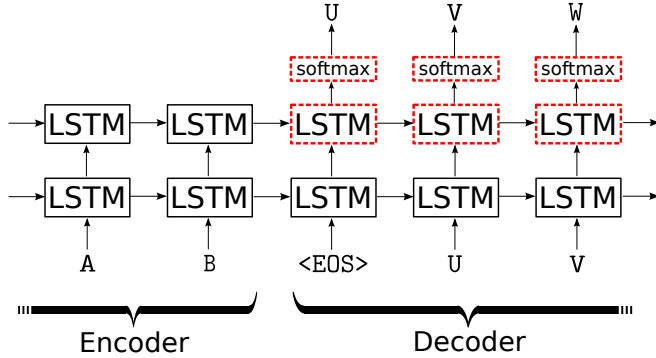 U V W
softmax softmax softmax
LSTM LSTM LSTM LSTM LSTM
LSTM LSTM LSTM LSTM LSTM
A B <EOS> U V
Encoder Decoder